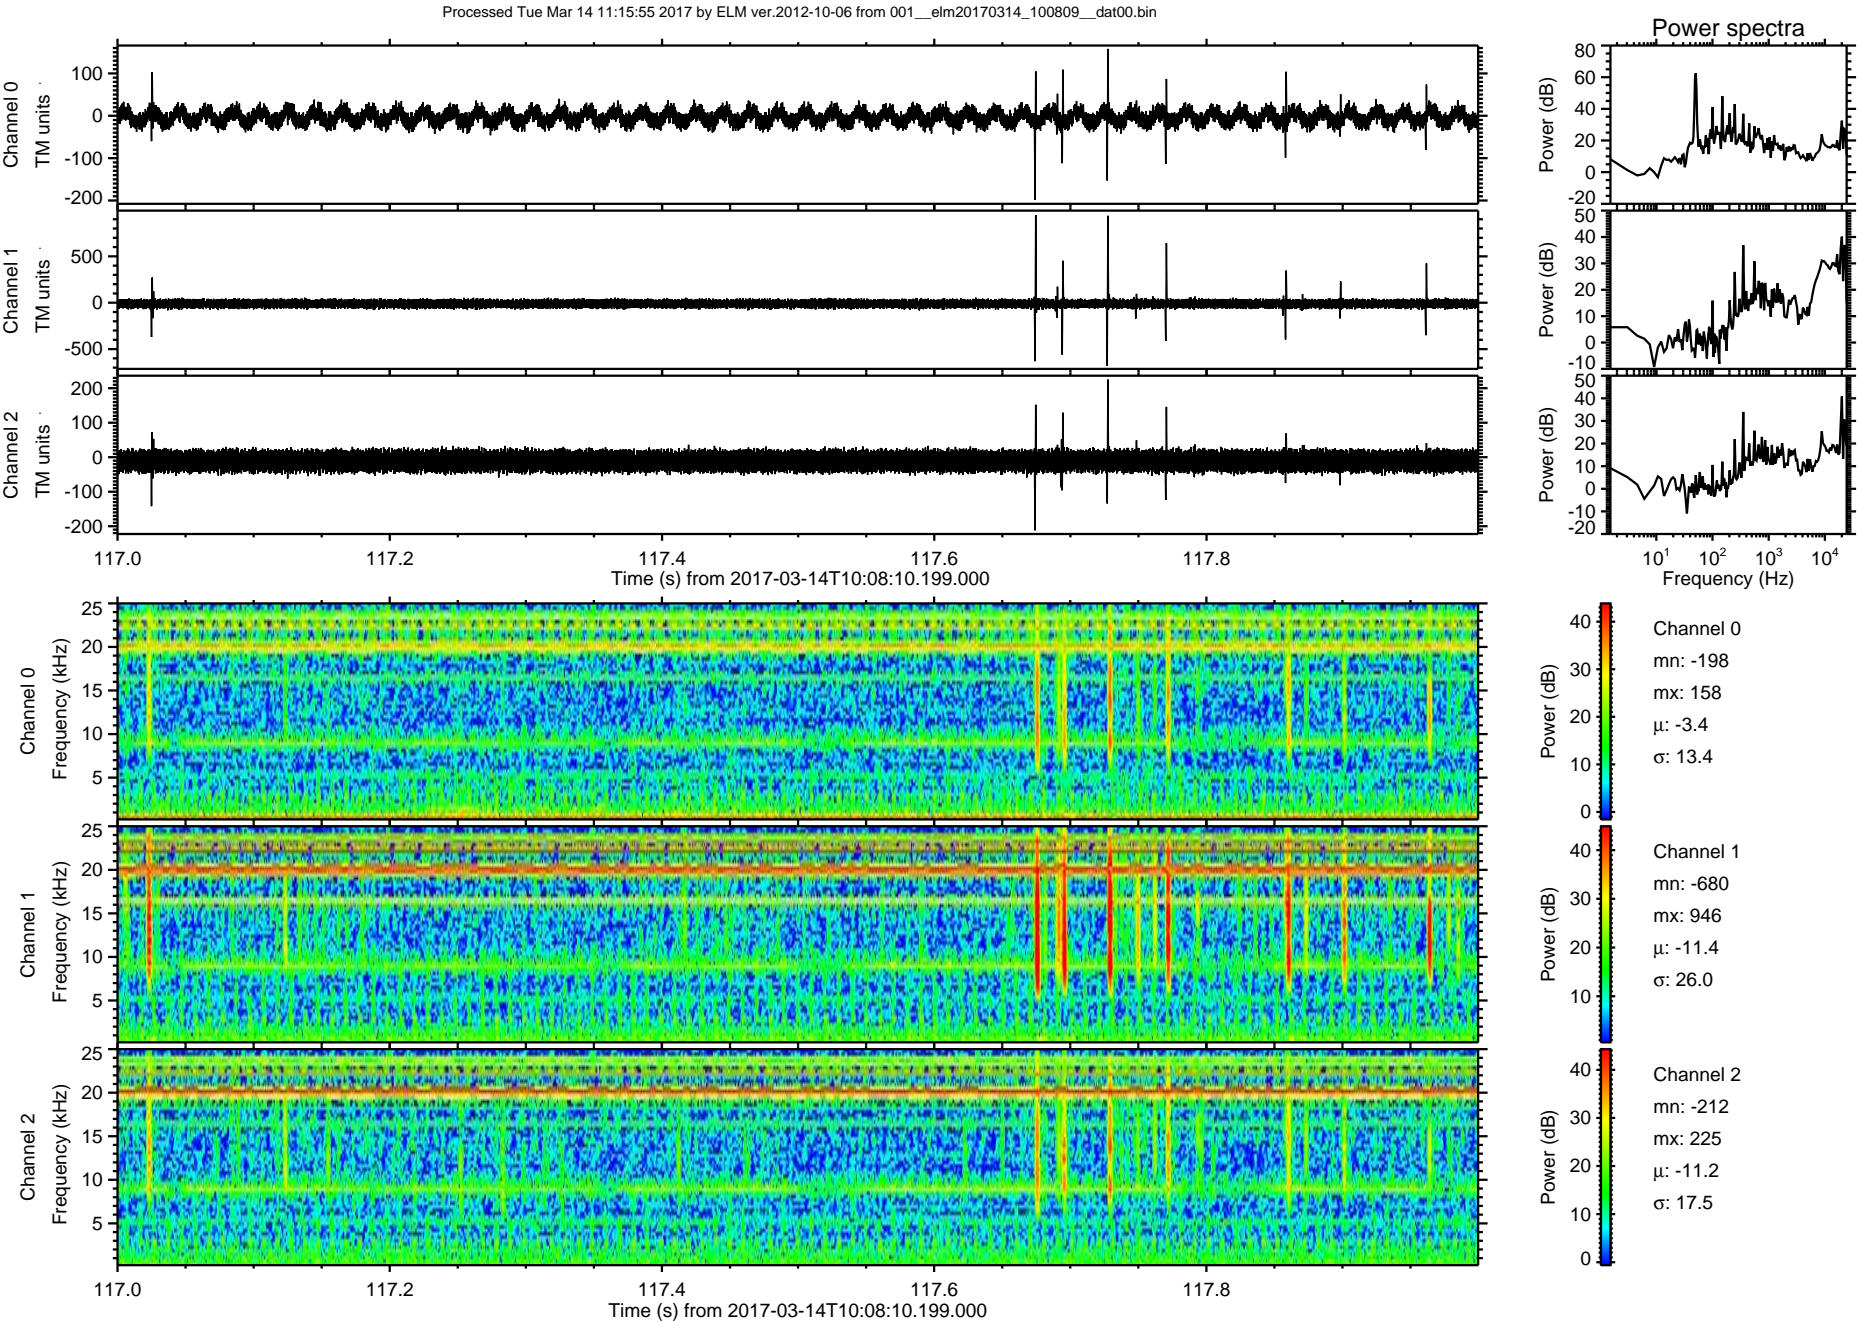 Processed Tue Mar 14 11:15:55 2017 by ELM ver.2012-10-06 from 001__elm20170314_100809__dat00.bin
Power spectra
Channel 0
TM units
100
0
-100
-200
Power (dB)
80
60
40
20
0
-20
Channel 1
TM units
500
0
-500
Power (dB)
50
40
30
20
10
0
-10
Channel 2
TM units
200
100
0
-100
-200
Power (dB)
50
40
30
20
10
0
-10
-20
117.0 117.2 117.4 117.6 117.8
Time (s) from 2017-03-14T10:08:10.199.000
10^1 10^2 10^3 10^4
Frequency (Hz)
Channel 0
Frequency (kHz)
25
20
15
10
5
Power (dB)
40
30
20
10
0
Channel 0
mn: -198
mx: 158
μ: -3.4
σ: 13.4
Channel 1
Frequency (kHz)
25
20
15
10
5
Power (dB)
40
30
20
10
Channel 1
mn: -680
mx: 946
μ: -11.4
σ: 26.0
Channel 2
Frequency (kHz)
25
20
15
10
5
Power (dB)
40
30
20
10
0
Channel 2
mn: -212
mx: 225
μ: -11.2
σ: 17.5
117.0 117.2 117.4 117.6 117.8
Time (s) from 2017-03-14T10:08:10.199.000